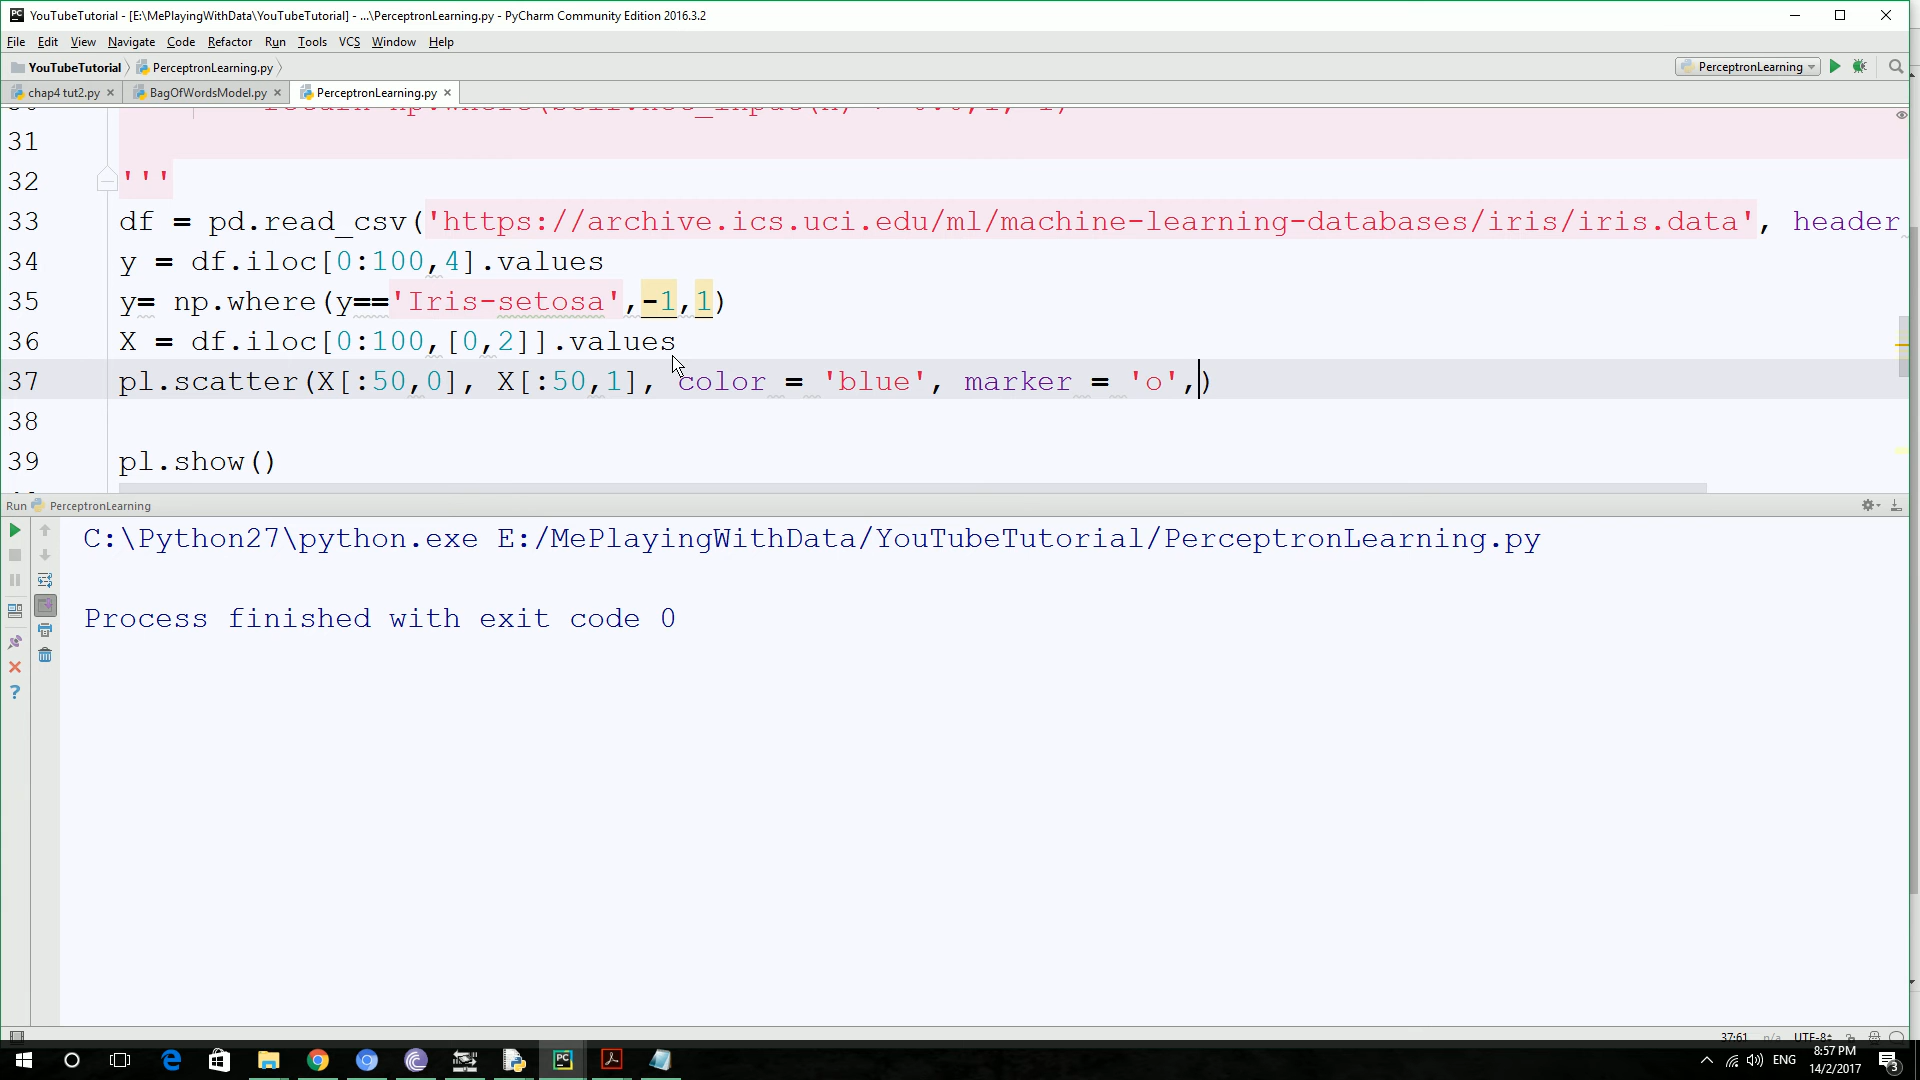 YouTubeTutorial - [E:\MePlayingWithData\YouTubeTutorial] - ...\PerceptronLearning.py - PyCharm Community Edition 2016.3.2
File Edit View Navigate Code Refactor Run Tools VCS Window Help
YouTubeTutorial PerceptronLearning.py PerceptronLearning
chap4 tut2.py BagOfWordsModel.py PerceptronLearning.py
31
32 '''
33 df = pd.read_csv('https://archive.ics.uci.edu/ml/machine-learning-databases/iris/iris.data', header
34 y = df.iloc[0:100,4].values
35 y= np.where(y=='Iris-setosa',-1,1)
36 X = df.iloc[0:100,[0,2]].values
37 pl.scatter(X[:50,0], X[:50,1], color = 'blue', marker = 'o',)
38
39 pl.show()
Run PerceptronLearning
C:\Python27\python.exe E:/MePlayingWithData/YouTubeTutorial/PerceptronLearning.py
Process finished with exit code 0
37:61 n/a UTF-8
ENG 8:57 PM
14/2/2017 3